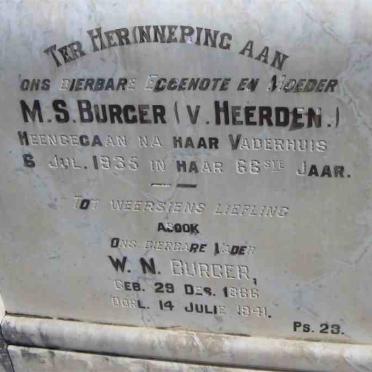 TER HERINNERING AAN
ONS DIERBARE EGGENOTE EN MOEDER
M.S. BURGER (V. HEERDEN.)
HEENGEGAAN NA HAAR VADERHUIS
6 JUL. 1935 IN HAAR 66STE JAAR.
TOT WEERSIENS LIEFLING
ASOOK
ONS DIERBARE VADER
W. N. BURGER,
GEB. 29 DES. 1866
OORL. 14 JULIE 1941.
PS. 23.